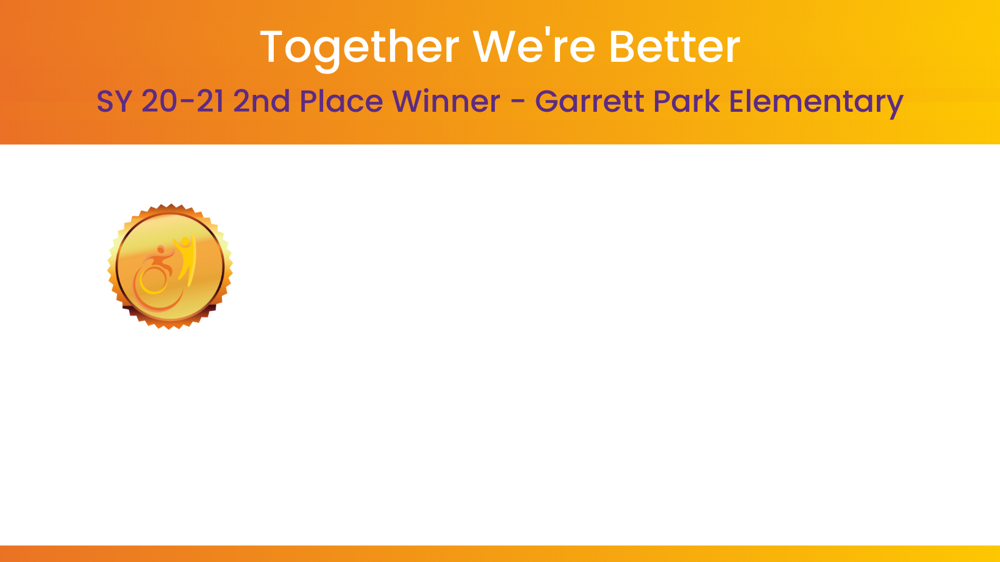 Together We're Better
SY 20-21 2nd Place Winner - Garrett Park Elementary